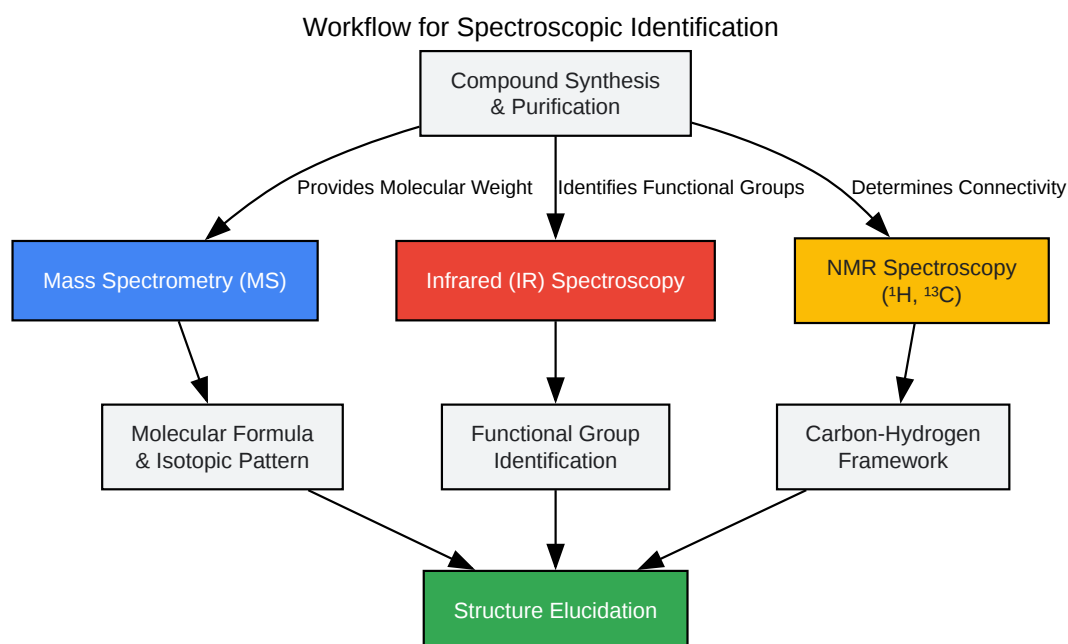 Workflow for Spectroscopic Identification
Compound Synthesis
& Purification
Provides Molecular Weight
Identifies Functional Groups
Determines Connectivity
Mass Spectrometry (MS)
Infrared (IR) Spectroscopy
NMR Spectroscopy
(¹H, ¹³C)
Molecular Formula
& Isotopic Pattern
Functional Group
Identification
Carbon-Hydrogen
Framework
Structure Elucidation